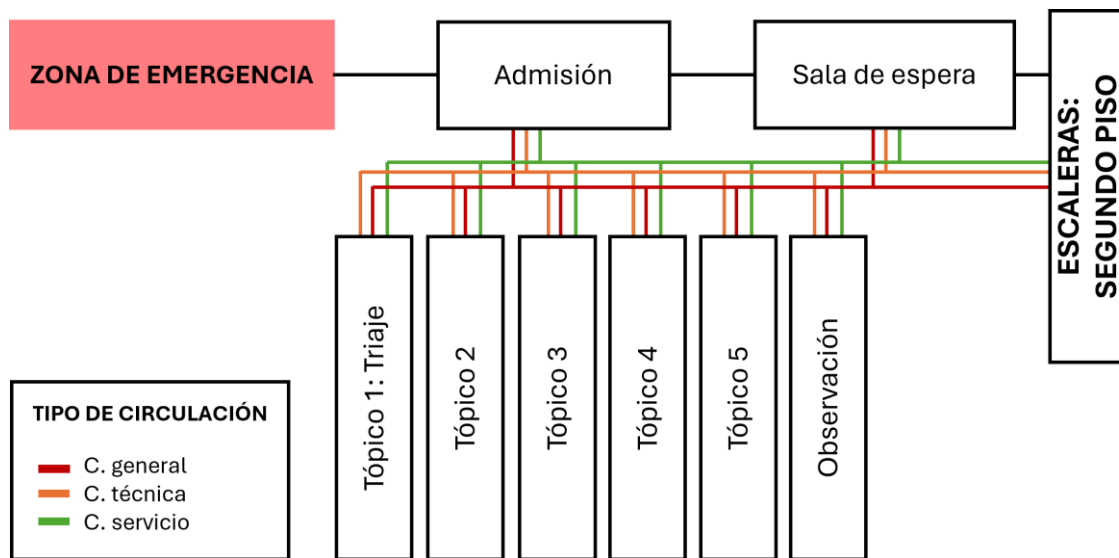 ZONA DE EMERGENCIA
Admisión
Sala de espera
ESCALERAS:
SEGUNDO PISO
Tópico 1: Triaje
Tópico 2
Tópico 3
Tópico 4
Tópico 5
Observación
TIPO DE CIRCULACIÓN
C. general
C. técnica
C. servicio